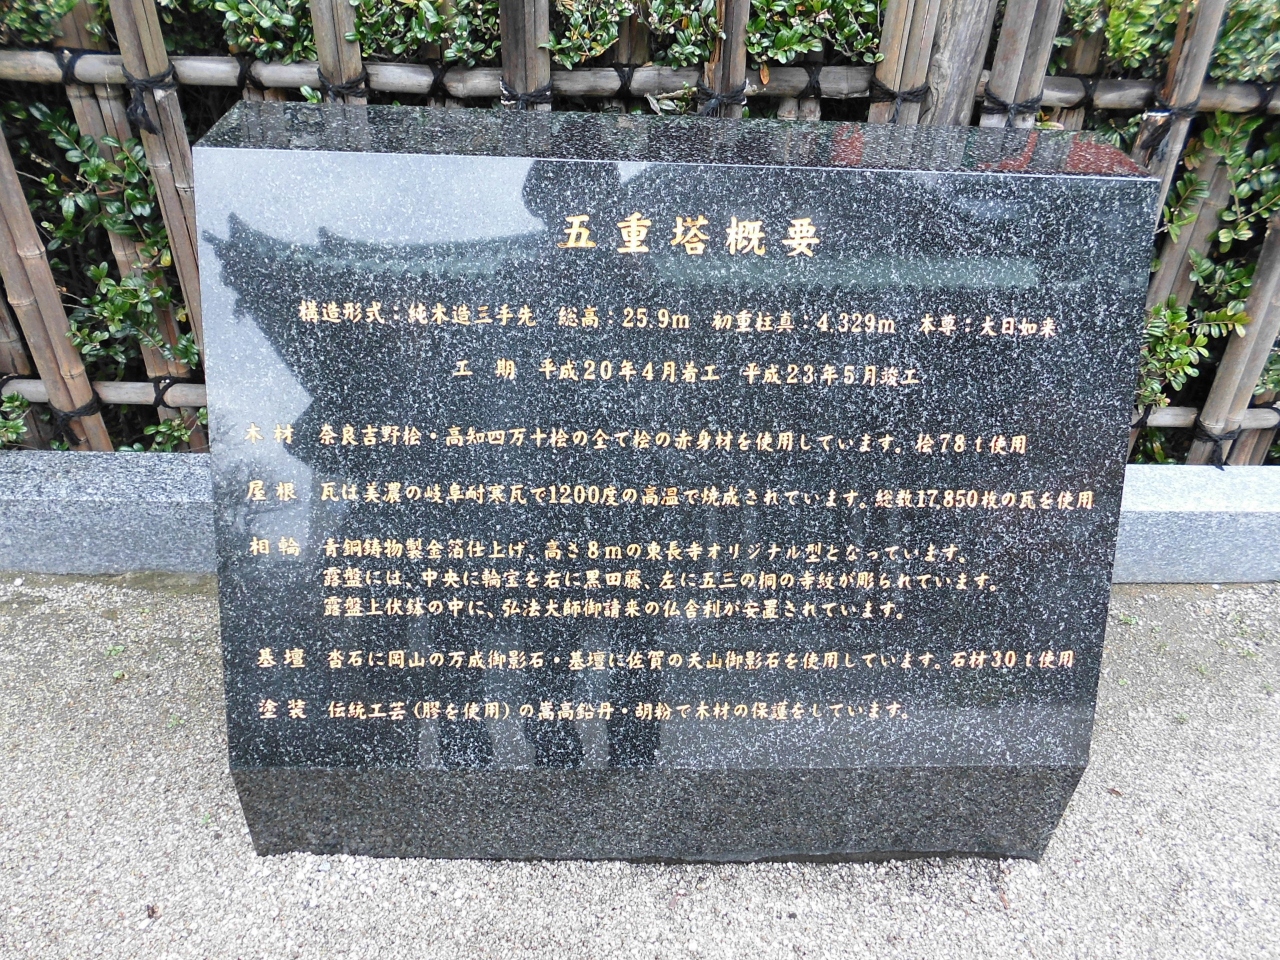 五重塔概要
構造形式：純木造三手先　総高：25.9m　初重柱真：4.329m　本尊：大日如来
工　期　平成20年4月着工　平成23年5月竣工
木材　奈良吉野桧・高知四万十桧の全て桧の赤身材を使用しています。桧78t使用
屋根　瓦は美濃の岐阜耐寒瓦で1200度の高温で焼成されています。総数17,850枚の瓦を使用
相輪　青銅鋳物製金箔仕上げ、高さ8mの東長寺オリジナル型となっています。
露盤には、中央に輪宝を右に黒田藤、左に五三の桐の寺紋が彫られています。
露盤上伏鉢の中に、弘法大師御請来の仏舎利が安置されています。
基壇　沓石に岡山の万成御影石・基壇に佐賀の天山御影石を使用しています。石材30t使用
塗装　伝統工芸(膠を使用)の嵩高鉛丹・胡粉で木材の保護をしています。